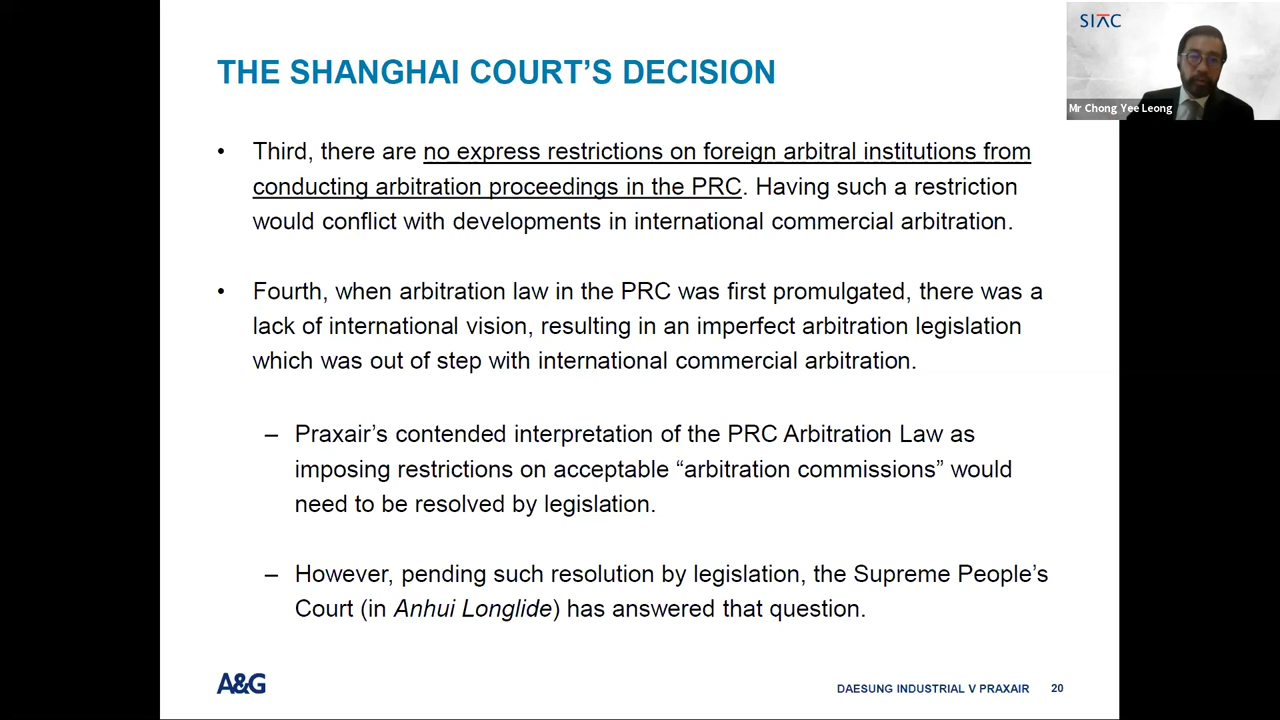 SIAC
Mr Chong Yee Leong
THE SHANGHAI COURT’S DECISION
• Third, there are no express restrictions on foreign arbitral institutions from
conducting arbitration proceedings in the PRC. Having such a restriction
would conflict with developments in international commercial arbitration.
• Fourth, when arbitration law in the PRC was first promulgated, there was a
lack of international vision, resulting in an imperfect arbitration legislation
which was out of step with international commercial arbitration.
– Praxair’s contended interpretation of the PRC Arbitration Law as
imposing restrictions on acceptable “arbitration commissions” would
need to be resolved by legislation.
– However, pending such resolution by legislation, the Supreme People’s
Court (in Anhui Longlide) has answered that question.
A&G
DAESUNG INDUSTRIAL V PRAXAIR 20